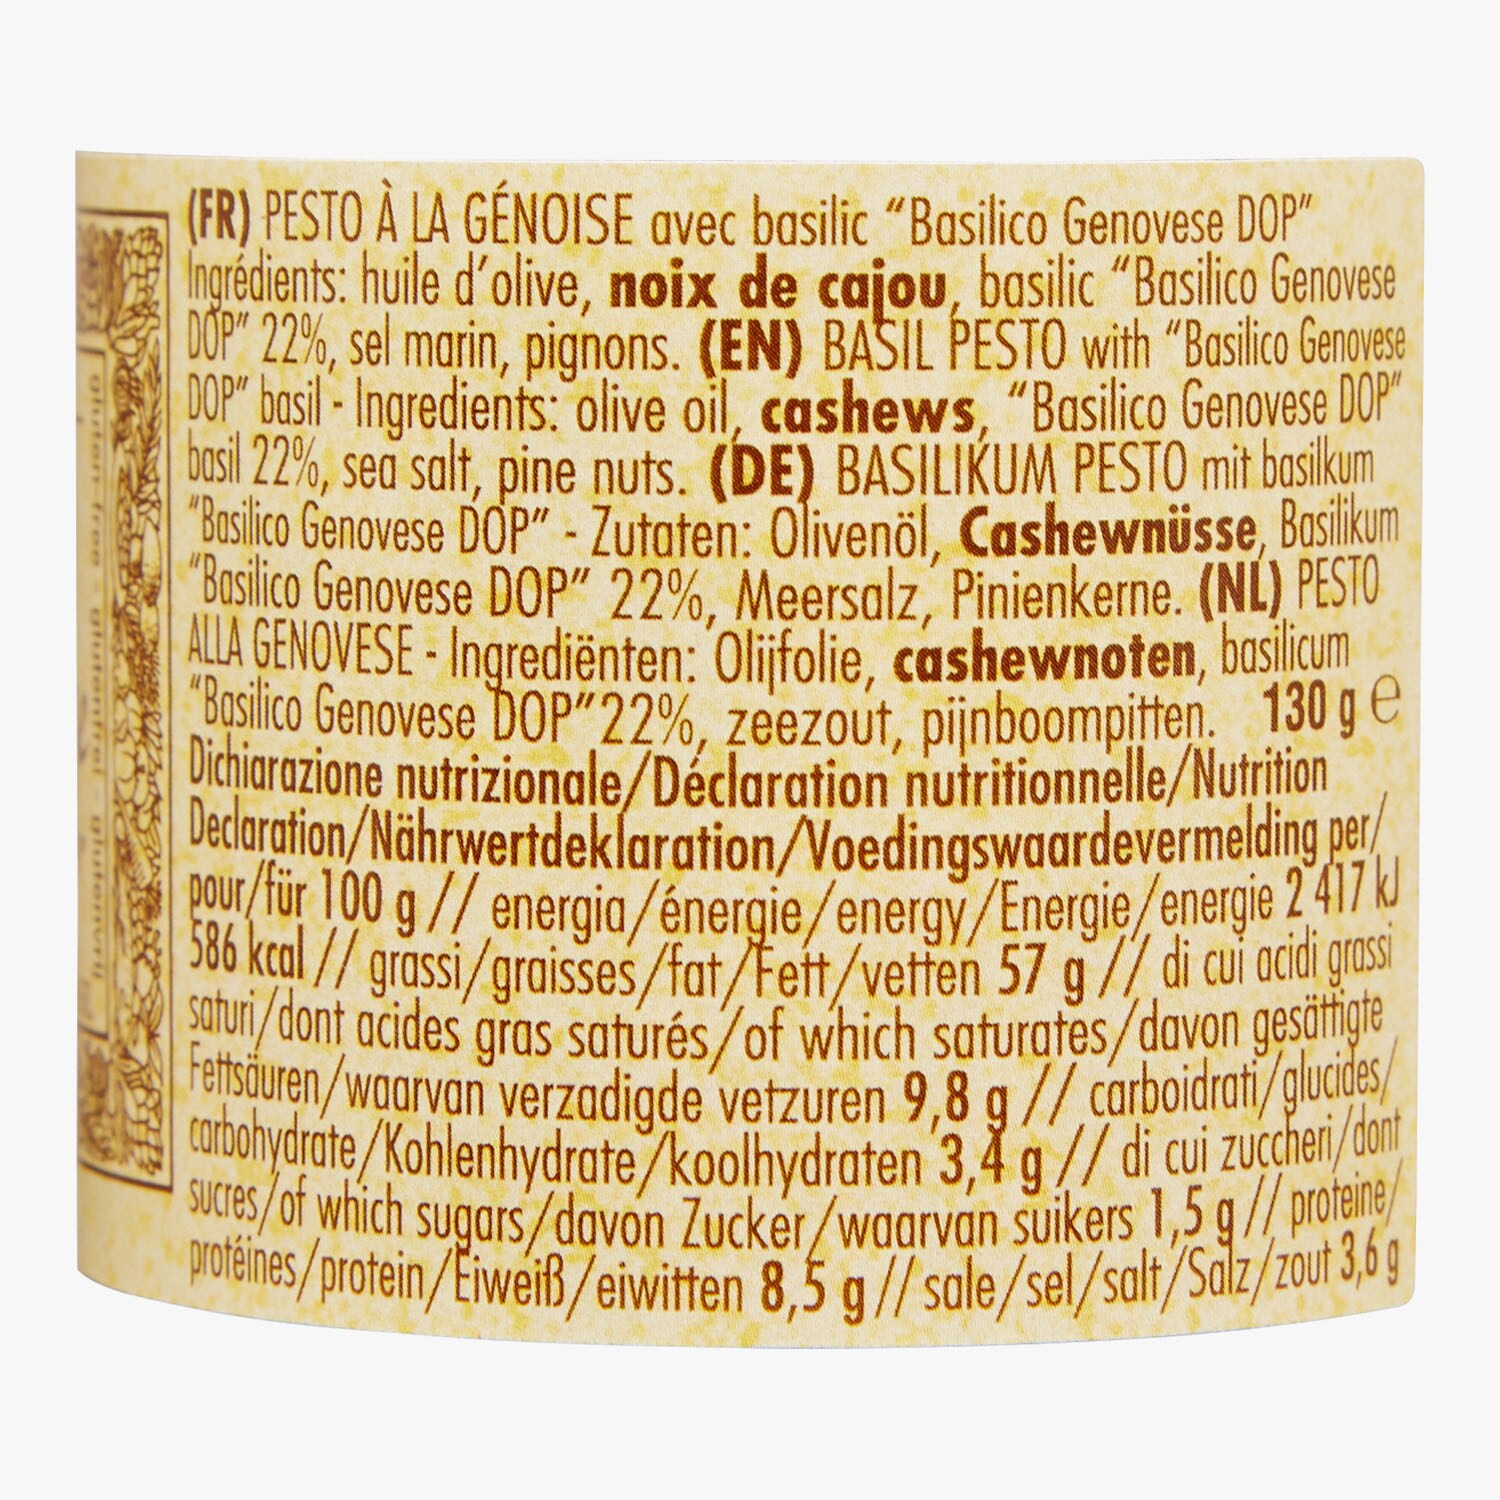 gluten free - glutenfrei - glutenvrij
(FR) PESTO À LA GÉNOISE avec basilic “Basilico Genovese DOP”
Ingrédients: huile d’olive, noix de cajou, basilic “Basilico Genovese
DOP” 22%, sel marin, pignons. (EN) BASIL PESTO with “Basilico Genovese
DOP” basil - Ingredients: olive oil, cashews, “Basilico Genovese DOP”
basil 22%, sea salt, pine nuts. (DE) BASILIKUM PESTO mit basilkum
“Basilico Genovese DOP” - Zutaten: Olivenöl, Cashewnüsse, Basilikum
“Basilico Genovese DOP” 22%, Meersalz, Pinienkerne. (NL) PESTO
ALLA GENOVESE - Ingrediënten: Olijfolie, cashewnoten, basilicum
“Basilico Genovese DOP”22%, zeezout, pijnboompitten. 130 g ℮
Dichiarazione nutrizionale/Déclaration nutritionnelle/Nutrition
Declaration/Nährwertdeklaration/Voedingswaardevermelding per/
pour/für 100 g // energia/énergie/energy/Energie/energie 2 417 kJ
586 kcal // grassi/graisses/fat/Fett/vetten 57 g // di cui acidi grassi
saturi/dont acides gras saturés/of which saturates/davon gesättigte
Fettsäuren/waarvan verzadigde vetzuren 9,8 g // carboidrati/glucides/
carbohydrate/Kohlenhydrate/koolhydraten 3,4 g // di cui zuccheri/dont
sucres/of which sugars/davon Zucker/waarvan suikers 1,5 g // proteine/
protéines/protein/Eiweiß/eiwitten 8,5 g // sale/sel/salt/Salz/zout 3,6 g